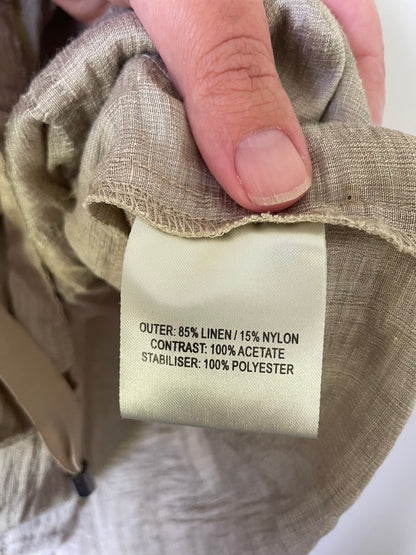 OUTER: 85% LINEN / 15% NYLON
CONTRAST: 100% ACETATE
STABILISER: 100% POLYESTER